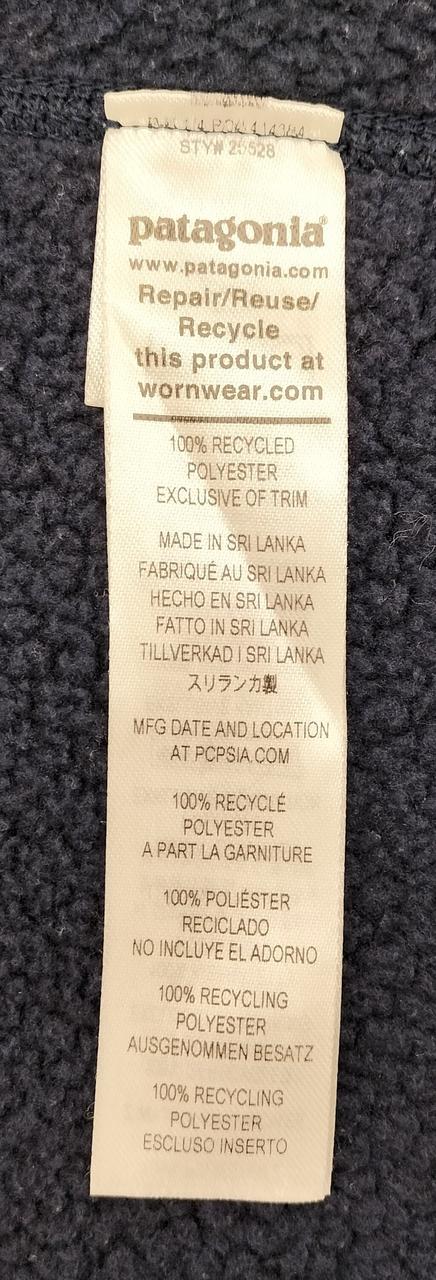 STY# 25528
patagonia®
www.patagonia.com
Repair/Reuse/
Recycle
this product at
wornwear.com
100% RECYCLED
POLYESTER
EXCLUSIVE OF TRIM
MADE IN SRI LANKA
FABRIQUÉ AU SRI LANKA
HECHO EN SRI LANKA
FATTO IN SRI LANKA
TILLVERKAD I SRI LANKA
スリランカ製
MFG DATE AND LOCATION
AT PCPSIA.COM
100% RECYCLÉ
POLYESTER
A PART LA GARNITURE
100% POLIÉSTER
RECICLADO
NO INCLUYE EL ADORNO
100% RECYCLING
POLYESTER
AUSGENOMMEN BESATZ
100% RECYCLING
POLYESTER
ESCLUSO INSERTO